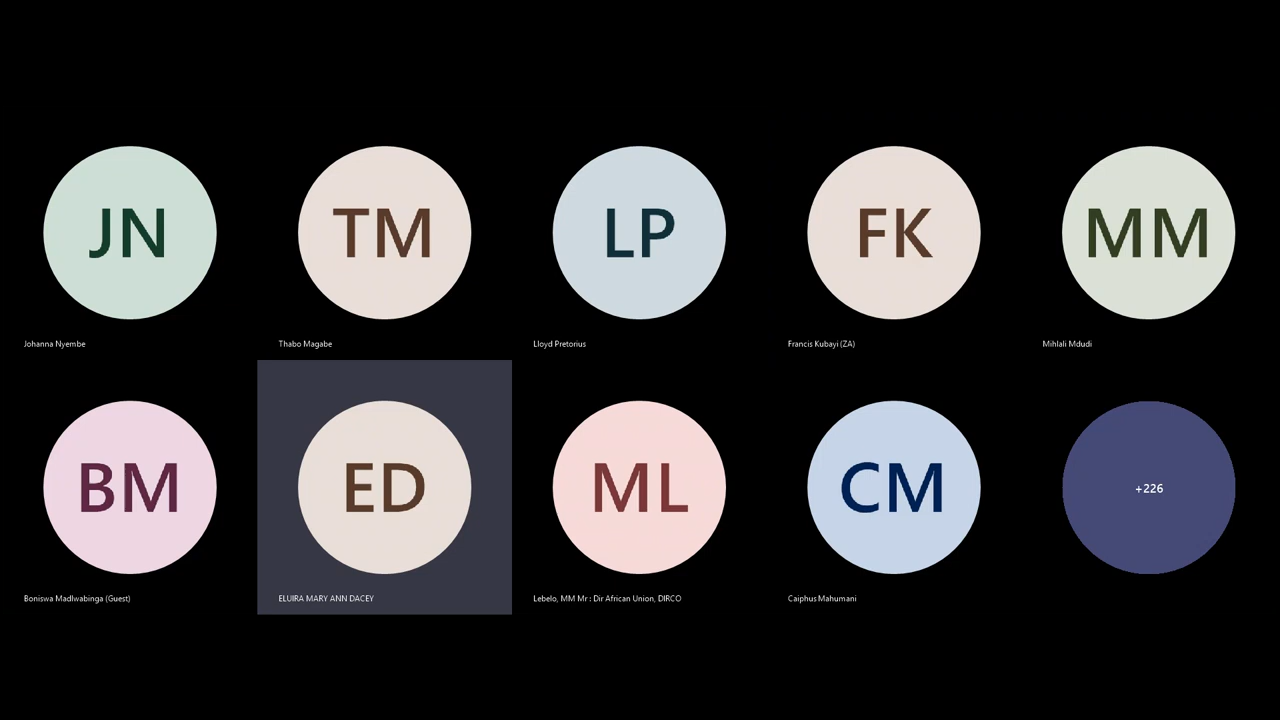 JN
TM
LP
FK
MM
Johanna Nyembe
Thabo Magabe
Lloyd Pretorius
Francis Kubayi (ZA)
Mihlali Mdudi
BM
ED
ML
CM
+226
Boniswa Madlwabinga (Guest)
ELUIRA MARY ANN DACEY
Lebelo, MM Mr : Dir African Union, DIRCO
Caiphus Mahumani